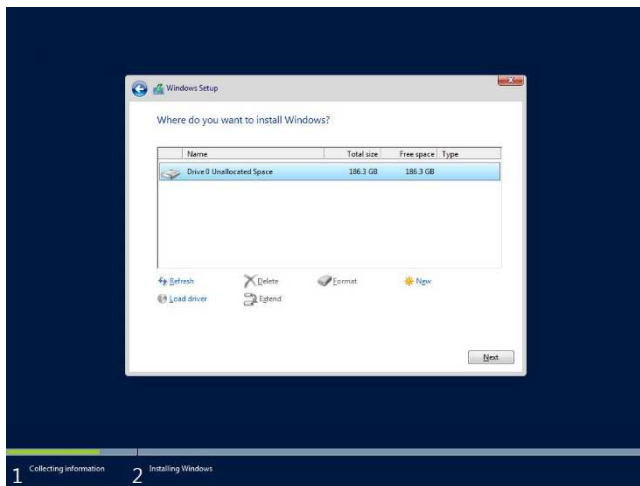 Windows Setup
Where do you want to install Windows?
Name Total size Free space Type
Drive 0 Unallocated Space 186.3 GB 186.3 GB
Refresh Delete Format New
Load driver Extend
Next
1 Collecting information 2 Installing Windows